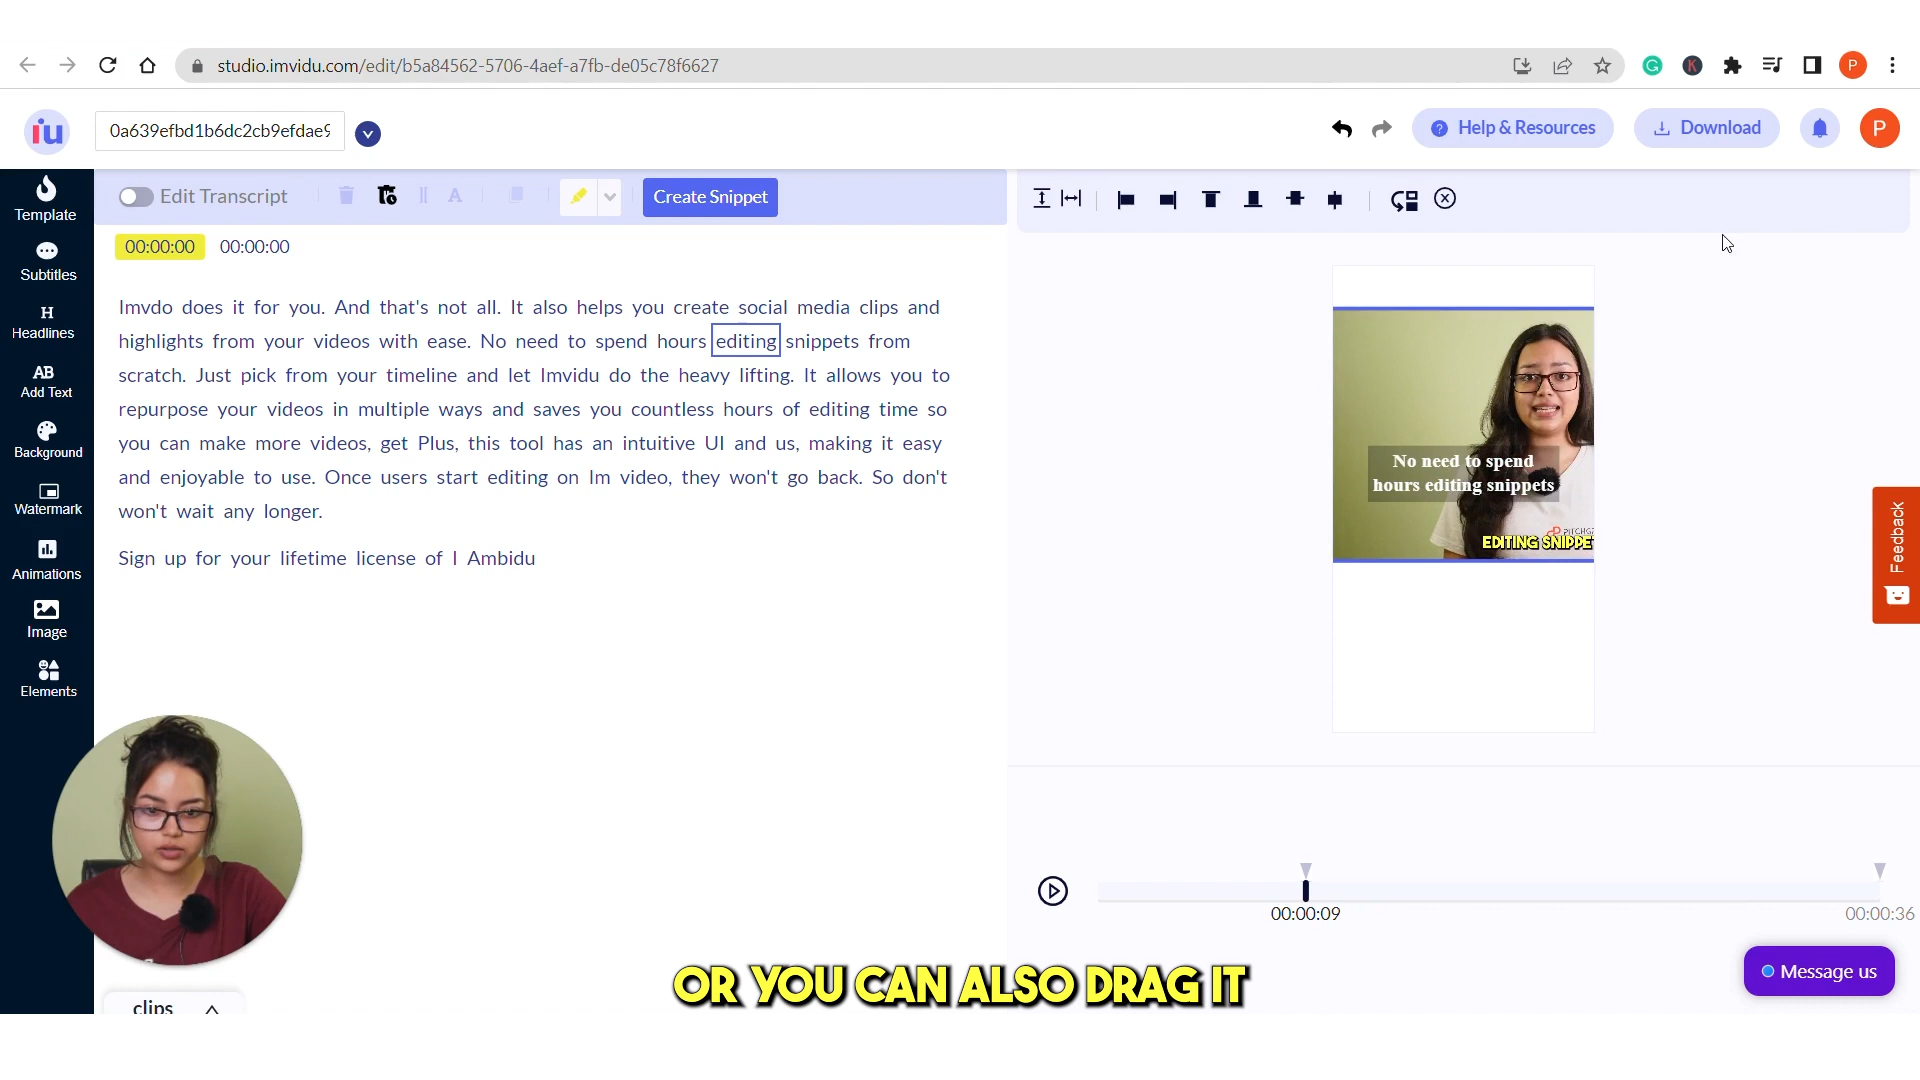 studio.imvidu.com/edit/b5a84562-5706-4aef-a7fb-de05c78f6627
P
iu
0a639efbd1b6dc2cb9efdae9
Help & Resources
Download
P
Template
Subtitles
Headlines
Add Text
Background
Watermark
Animations
Image
Elements
Edit Transcript
Create Snippet
00:00:00 00:00:00
Imvdo does it for you. And that's not all. It also helps you create social media clips and
highlights from your videos with ease. No need to spend hours editing snippets from
scratch. Just pick from your timeline and let Imvidu do the heavy lifting. It allows you to
repurpose your videos in multiple ways and saves you countless hours of editing time so
you can make more videos, get Plus, this tool has an intuitive UI and us, making it easy
and enjoyable to use. Once users start editing on Im video, they won't go back. So don't
won't wait any longer.
Sign up for your lifetime license of I Ambidu
No need to spend
hours editing snippets
EDITING SNIPPE
Feedback
00:00:09
00:00:36
Message us
clips
OR YOU CAN ALSO DRAG IT